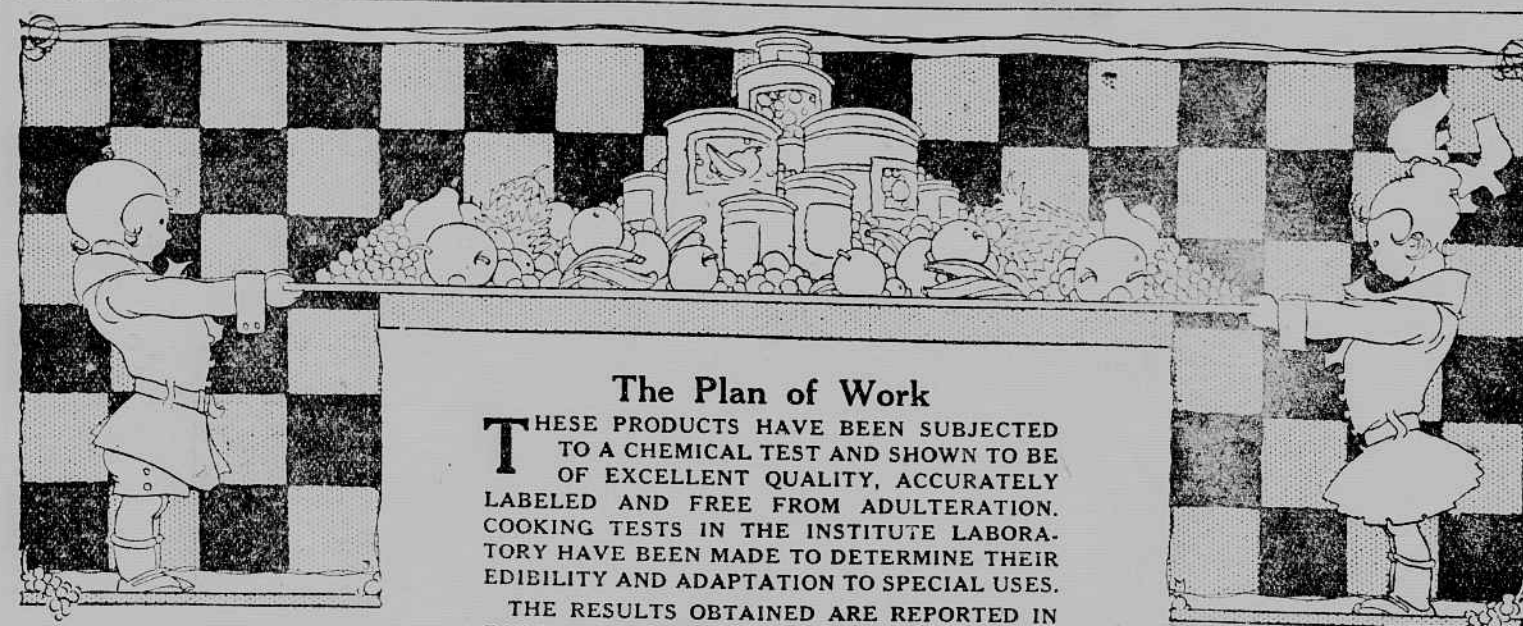 The Plan of Work
THESE PRODUCTS HAVE BEEN SUBJECTED
TO A CHEMICAL TEST AND SHOWN TO BE
OF EXCELLENT QUALITY, ACCURATELY
LABELED AND FREE FROM ADULTERATION.
COOKING TESTS IN THE INSTITUTE LABORA-
TORY HAVE BEEN MADE TO DETERMINE THEIR
EDIBILITY AND ADAPTATION TO SPECIAL USES.
THE RESULTS OBTAINED ARE REPORTED IN